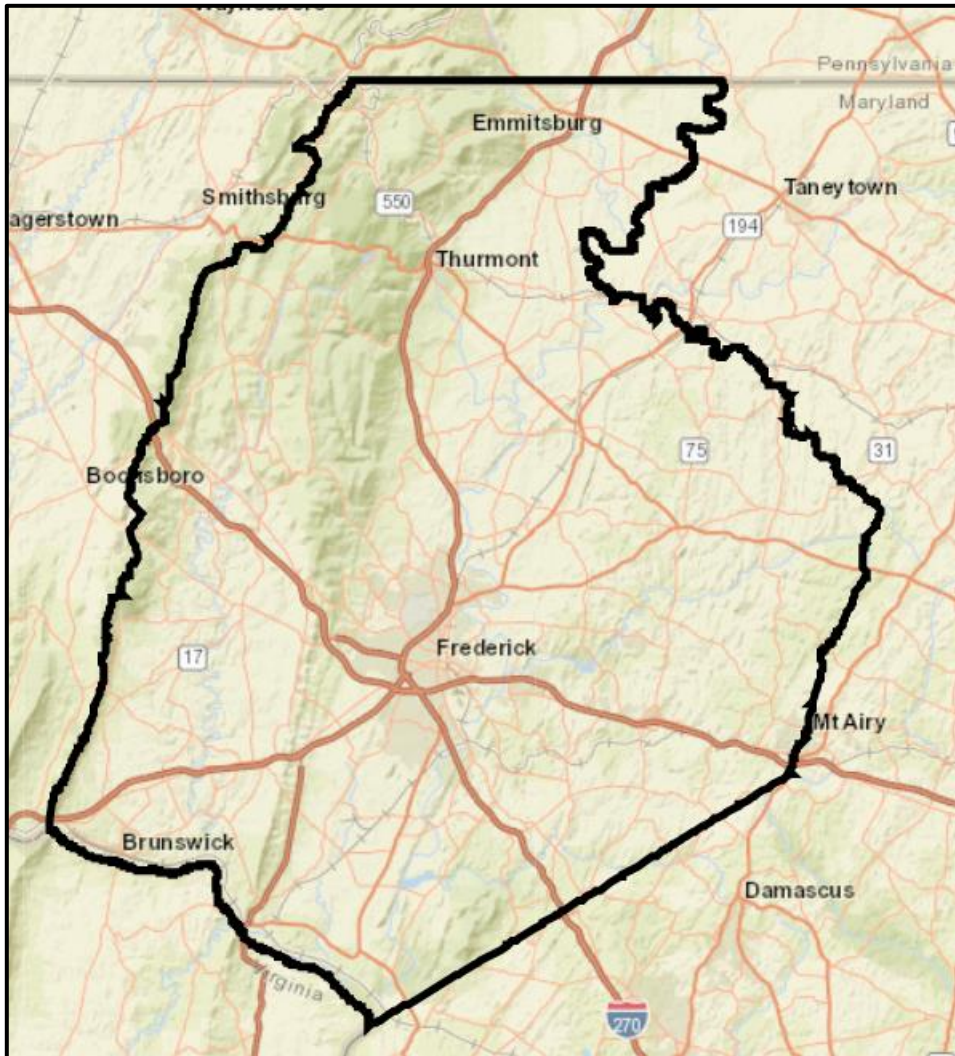 Pennsylvania
Maryland
Emmitsburg
Smithsburg
Taneytown
550
agerstown
194
Thurmont
75
31
Boonsboro
Frederick
17
Mt Airy
Brunswick
Damascus
Virginia
270